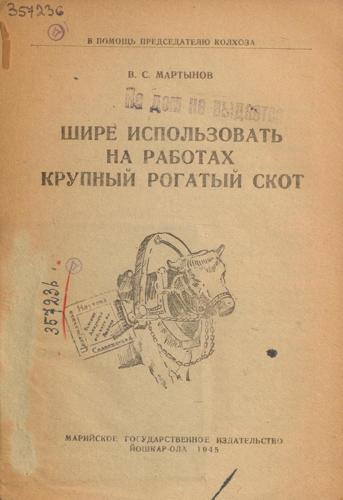 357236
В ПОМОЩЬ ПРЕДСЕДАТЕЛЮ КОЛХОЗА
В. С. МАРТЫНОВ
На дом не выдается
ШИРЕ ИСПОЛЬЗОВАТЬ
НА РАБОТАХ
КРУПНЫЙ РОГАТЫЙ СКОТ
357236
МАРИЙСКОЕ ГОСУДАРСТВЕННОЕ ИЗДАТЕЛЬСТВО
ЙОШКАР-ОЛА 1945